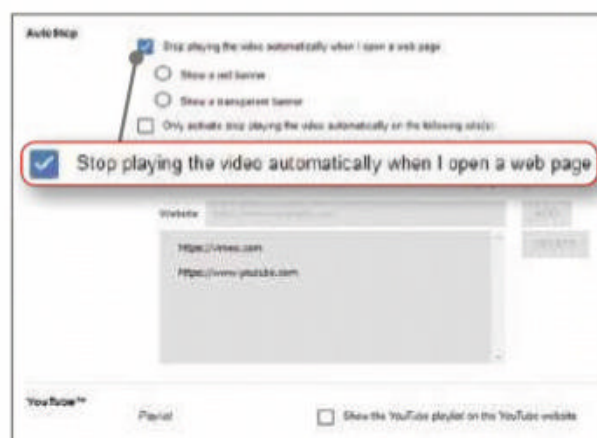 AutoStop
Stop playing the video automatically when I open a web page
Show a red banner
Show a transparent banner
Only activate stop playing the video automatically on the following site(s):
Stop playing the video automatically when I open a web page
Website
https://vimeo.com
https://www.youtube.com
YouTube™
Playlist
Show the YouTube playlist on the YouTube website